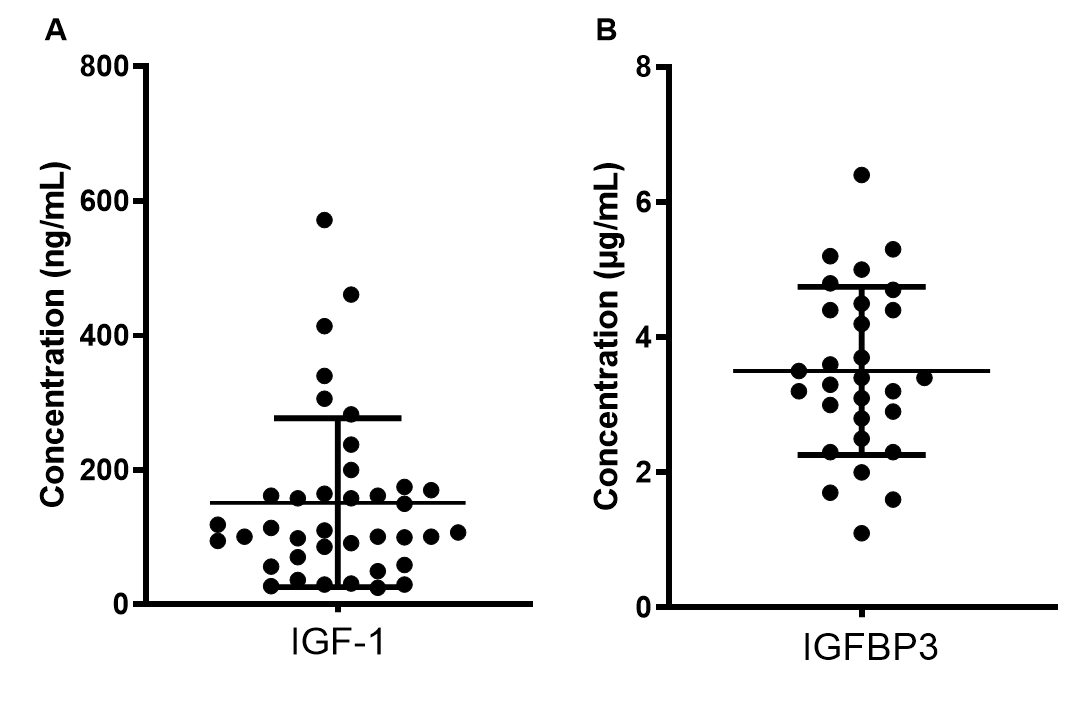 A
800
600
400
200
0
Concentration (ng/mL)
IGF-1
B
8
6
4
2
0
Concentration (µg/mL)
IGFBP3